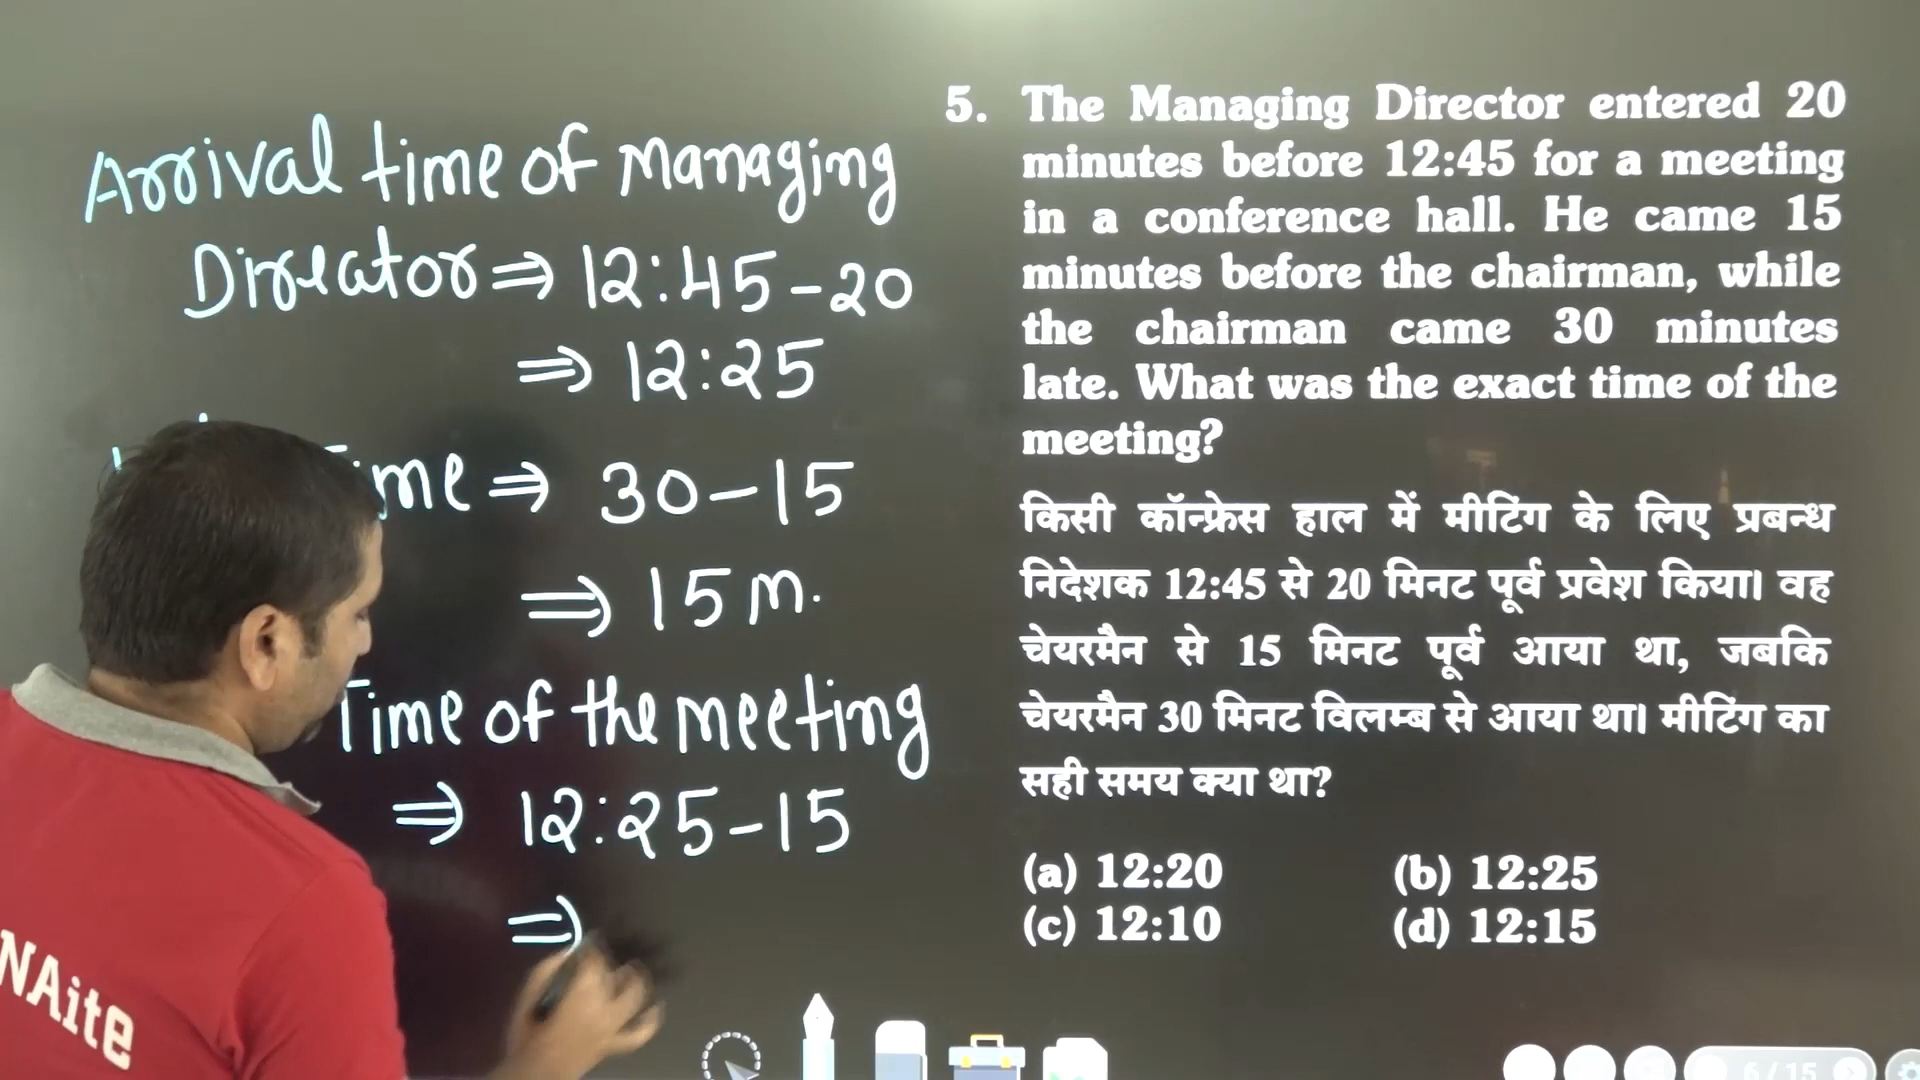 Arrival time of Managing
Director ⇒ 12:45-20
⇒ 12:25
⇒ 30-15
⇒ 15 m.
Time of the meeting
⇒ 12:25-15
⇒
5. The Managing Director entered 20
minutes before 12:45 for a meeting
in a conference hall. He came 15
minutes before the chairman, while
the chairman came 30 minutes
late. What was the exact time of the
meeting?
किसी कॉन्फ्रेस हाल में मीटिंग के लिए प्रबन्ध
निदेशक 12:45 से 20 मिनट पूर्व प्रवेश किया। वह
चेयरमैन से 15 मिनट पूर्व आया था, जबकि
चेयरमैन 30 मिनट विलम्ब से आया था। मीटिंग का
सही समय क्या था?
(a) 12:20 (b) 12:25
(c) 12:10 (d) 12:15
NAite
6/15